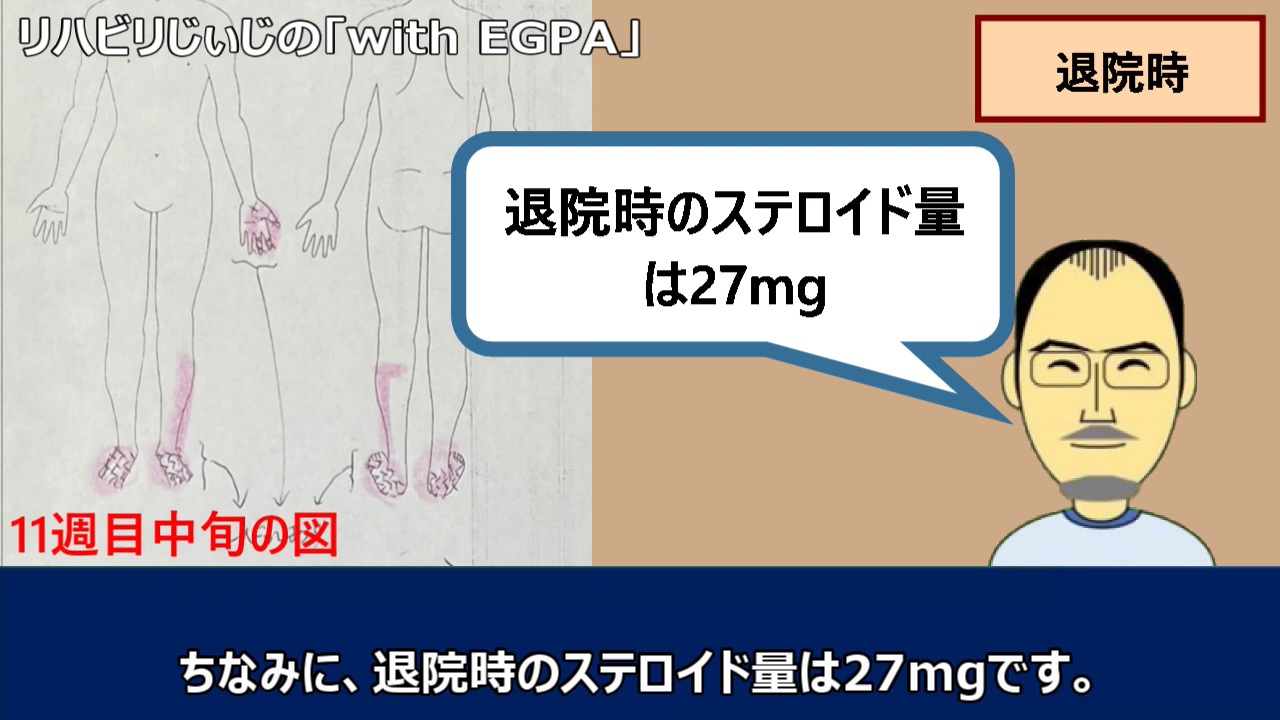 リハビリじぃじの「with EGPA」
退院時
退院時のステロイド量
は27mg
11週目中旬の図
ちなみに、退院時のステロイド量は27mgです。